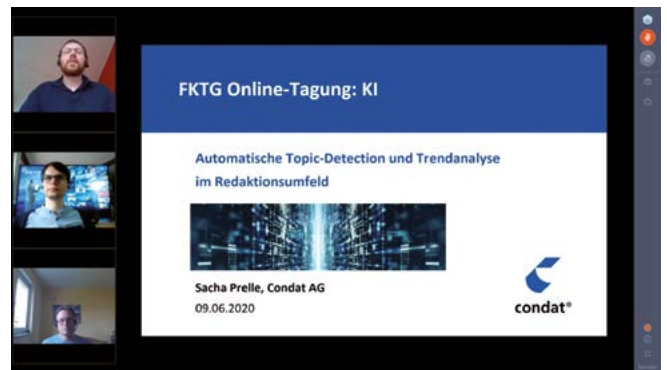 FKTG Online-Tagung: KI
Automatische Topic-Detection und Trendanalyse
im Redaktionsumfeld
Sacha Prelle, Condat AG
09.06.2020
condat®